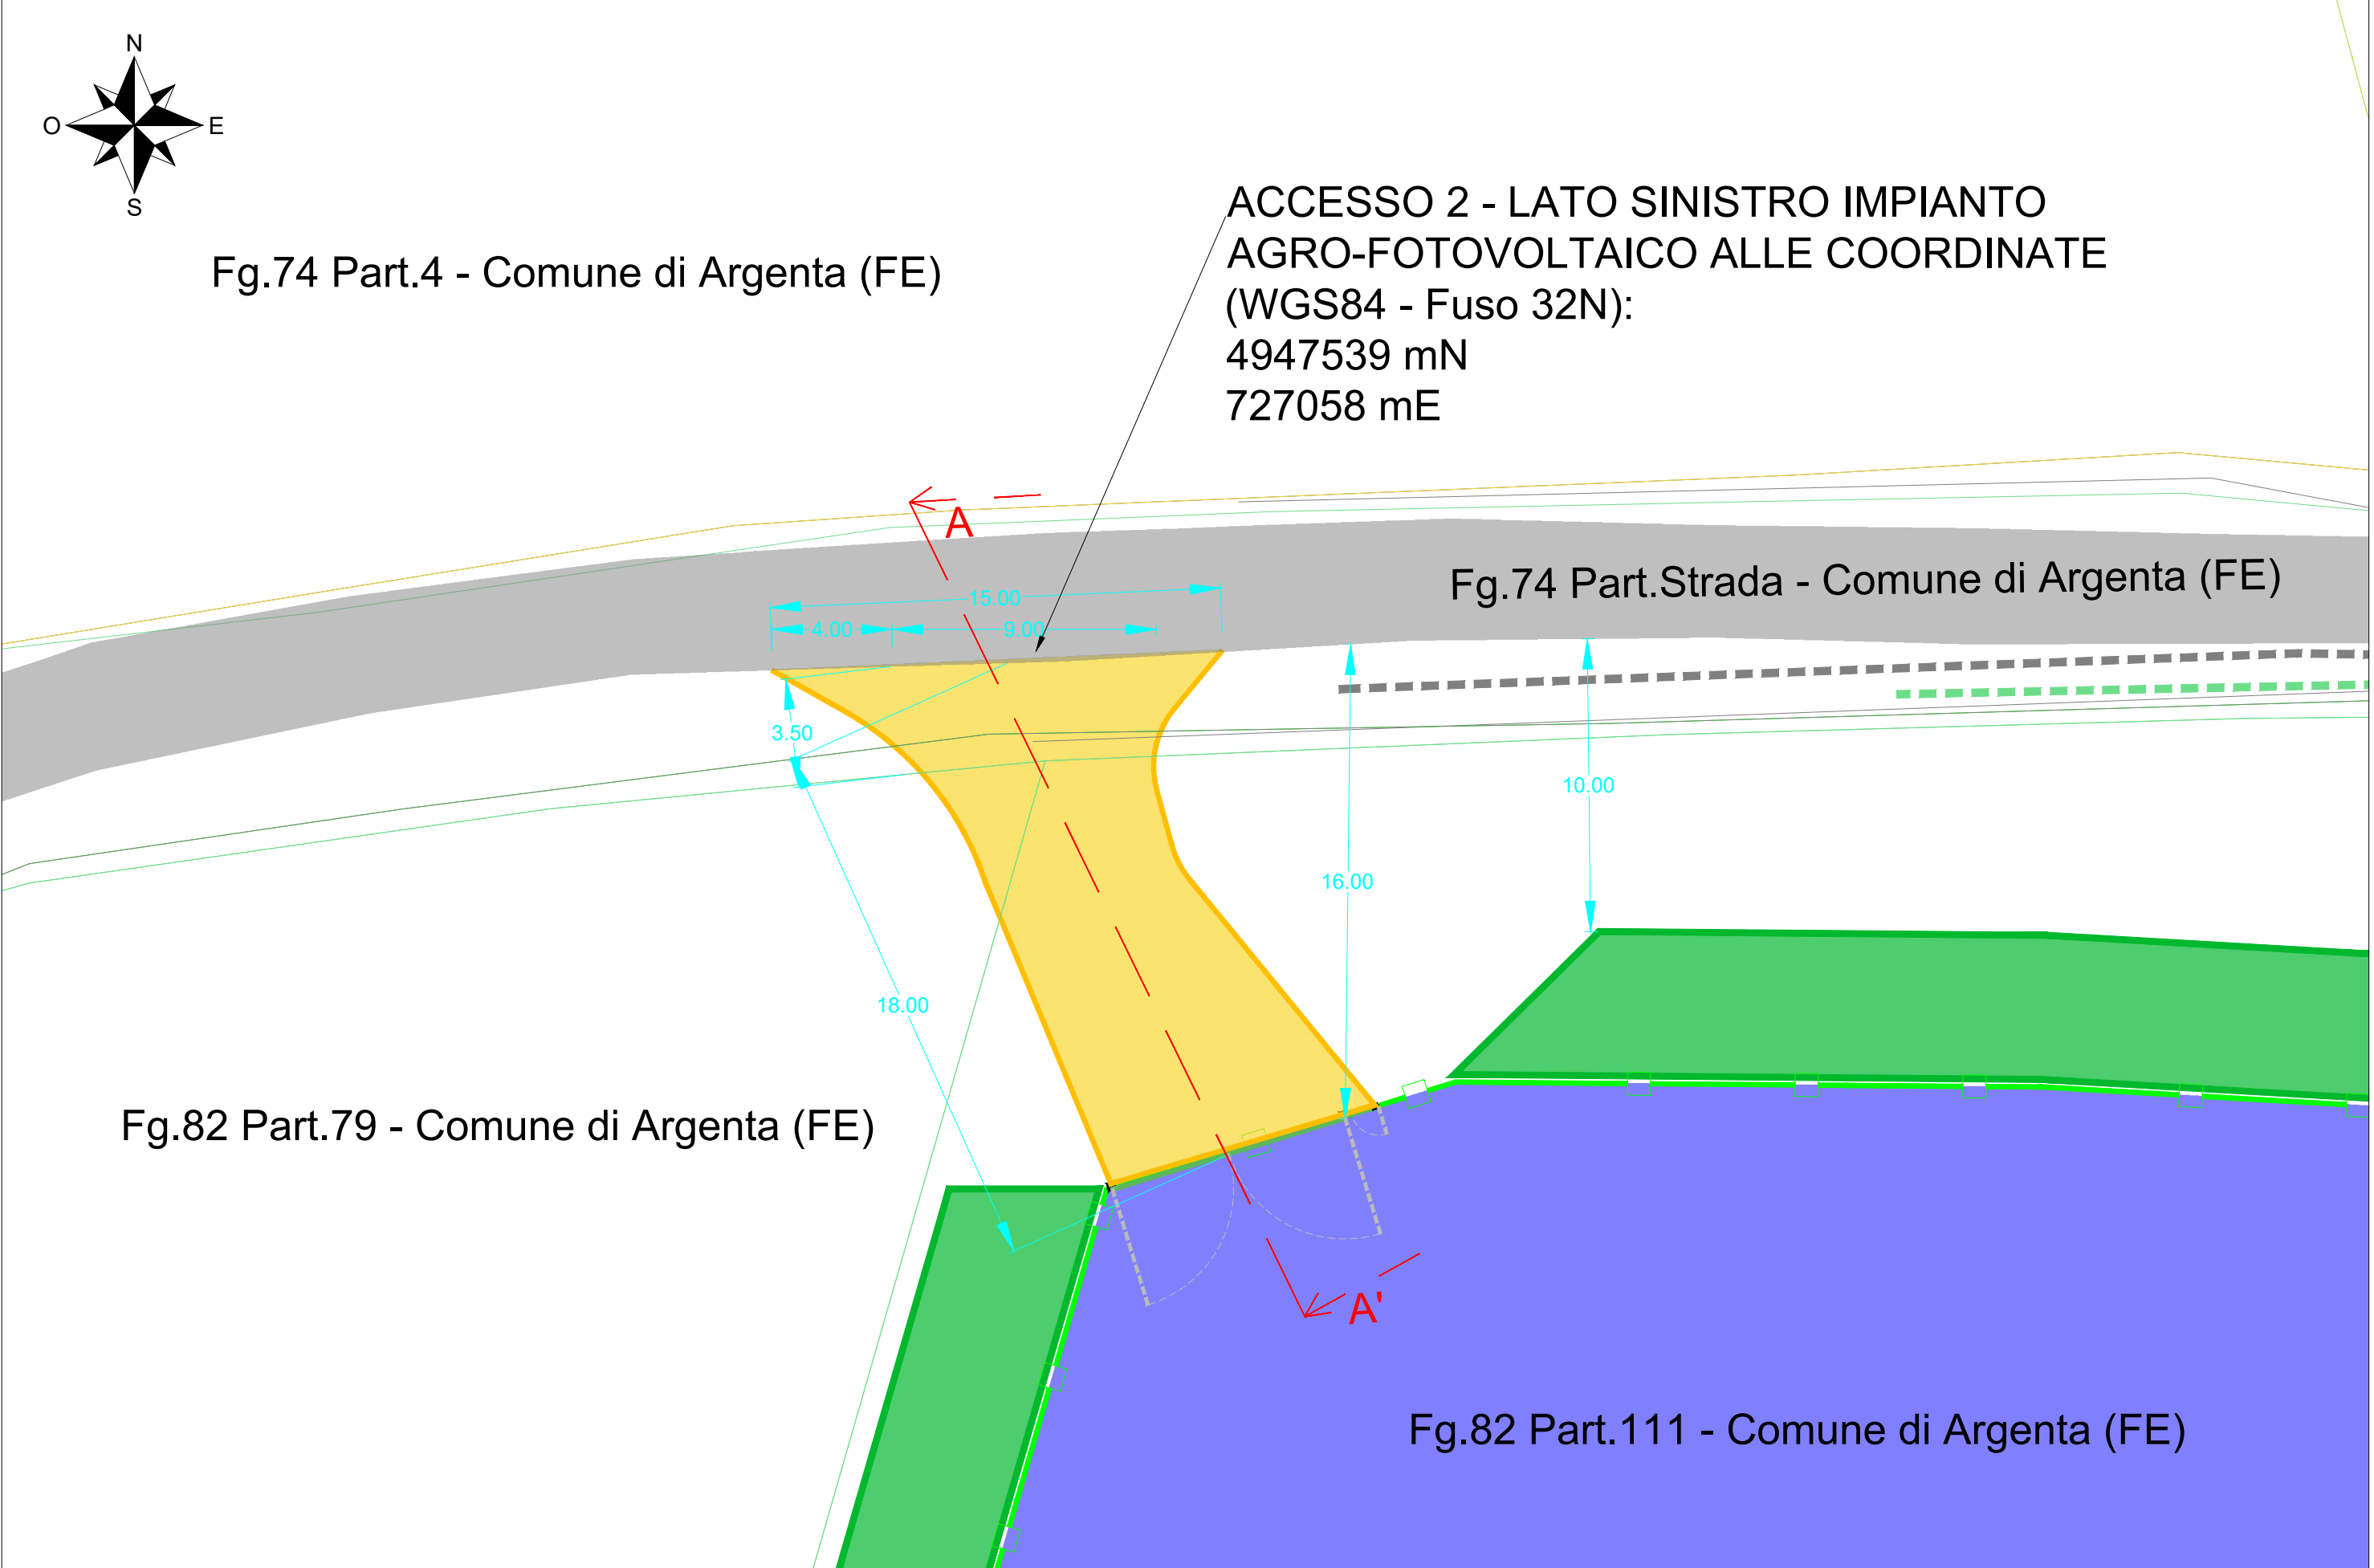 N
O
E
S
Fg.74 Part.4 - Comune di Argenta (FE)
ACCESSO 2 - LATO SINISTRO IMPIANTO
AGRO-FOTOVOLTAICO ALLE COORDINATE
(WGS84 - Fuso 32N):
4947539 mN
727058 mE
A
Fg.74 Part.Strada - Comune di Argenta (FE)
15.00
4.00
9.00
3.50
10.00
16.00
18.00
Fg.82 Part.79 - Comune di Argenta (FE)
A'
Fg.82 Part.111 - Comune di Argenta (FE)